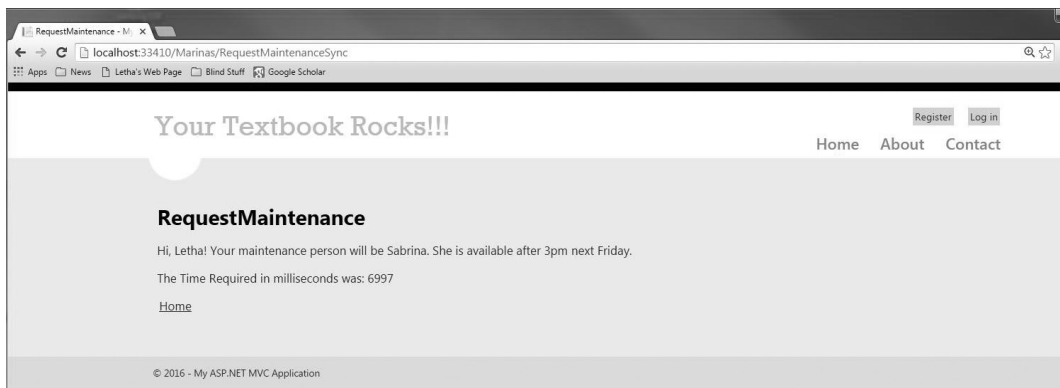 RequestMaintenance - M
localhost:33410/Marinas/RequestMaintenanceSync
Apps News Letha's Web Page Blind Stuff Google Scholar
Your Textbook Rocks!!!
Register Log in
Home About Contact
RequestMaintenance
Hi, Letha! Your maintenance person will be Sabrina. She is available after 3pm next Friday.
The Time Required in milliseconds was: 6997
Home
© 2016 - My ASP.NET MVC Application